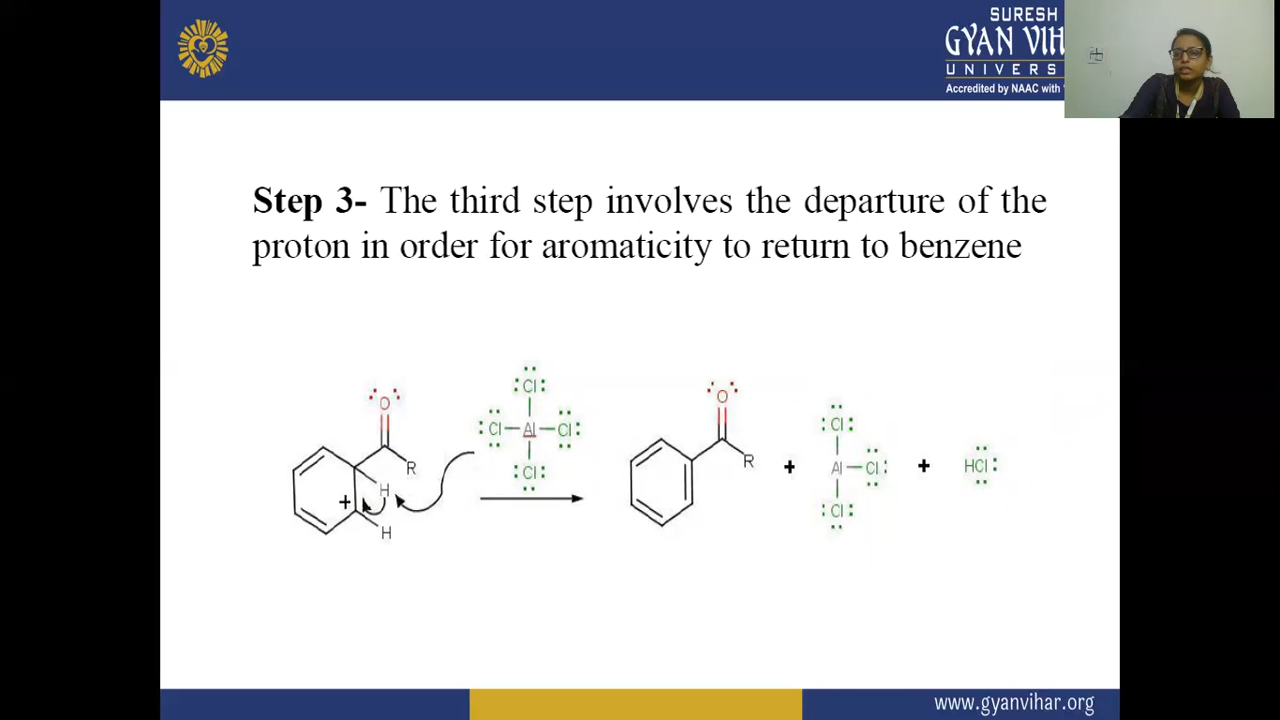 SURESH
GYAN VIH
UNIVERS
Accredited by NAAC with
Step 3- The third step involves the departure of the
proton in order for aromaticity to return to benzene
O
R
H
+
H
Cl
Cl Al Cl
Cl
O
R
+
Cl
Al Cl
Cl
+
HCl
www.gyanvihar.org